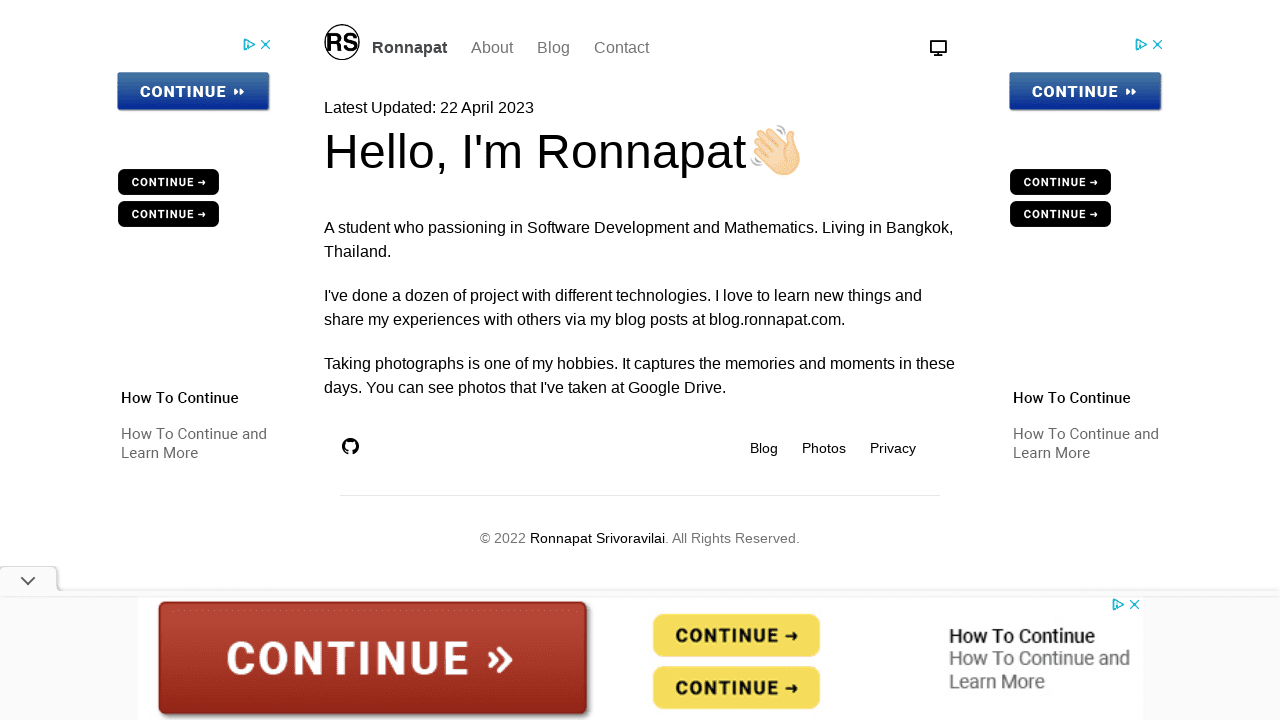 RS Ronnapat About Blog Contact
Latest Updated: 22 April 2023
Hello, I'm Ronnapat
A student who passioning in Software Development and Mathematics. Living in Bangkok,
Thailand.
I've done a dozen of project with different technologies. I love to learn new things and
share my experiences with others via my blog posts at blog.ronnapat.com.
Taking photographs is one of my hobbies. It captures the memories and moments in these
days. You can see photos that I've taken at Google Drive.
Blog Photos Privacy
© 2022 Ronnapat Srivoravilai. All Rights Reserved.
CONTINUE
CONTINUE
CONTINUE
How To Continue
How To Continue and
Learn More
CONTINUE
CONTINUE
CONTINUE
How To Continue
How To Continue and
Learn More
CONTINUE
CONTINUE
CONTINUE
How To Continue
How To Continue and
Learn More